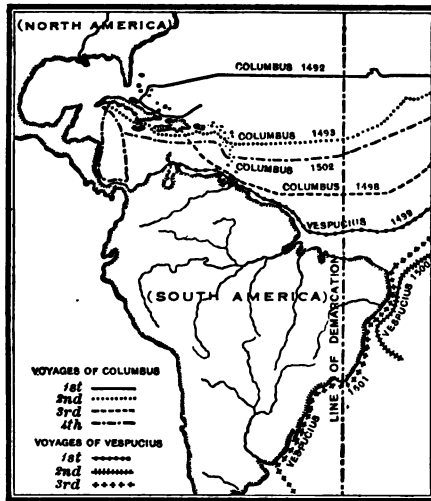 (NORTH AMERICA)
COLUMBUS 1492
COLUMBUS 1493
COLUMBUS 1502
COLUMBUS 1498
VESPUCIUS 1499
(SOUTH AMERICA)
LINE OF DEMARCATION
VESPUCIUS 1500
VESPUCIUS 1501
VOYAGES OF COLUMBUS
1st
2nd
3rd
4th
VOYAGES OF VESPUCIUS
1st
2nd
3rd